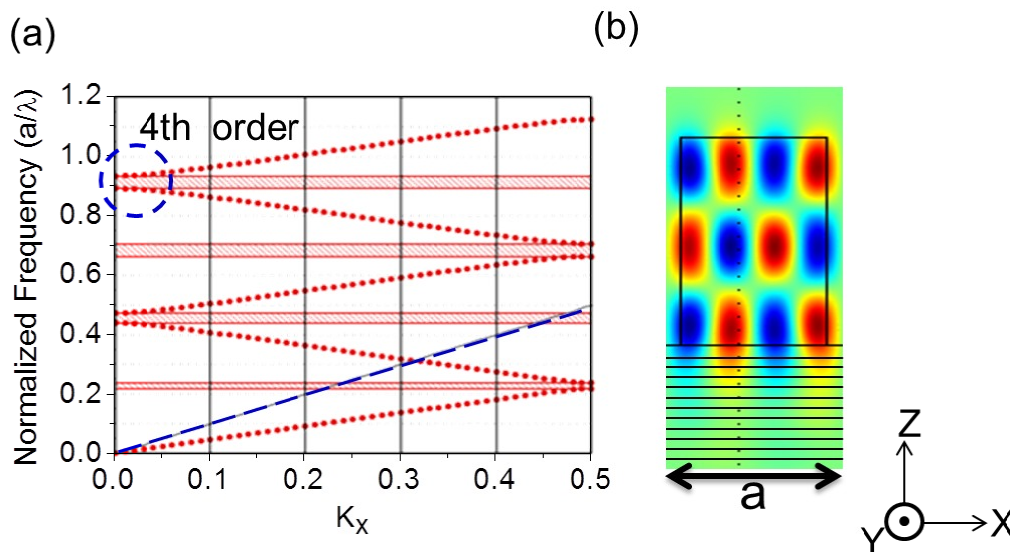 (a)
(b)
Normalized Frequency (a/λ)
1.2
1.0
0.8
0.6
0.4
0.2
0.0
4th order
0.0 0.1 0.2 0.3 0.4 0.5
KX
a
Z
Y
X